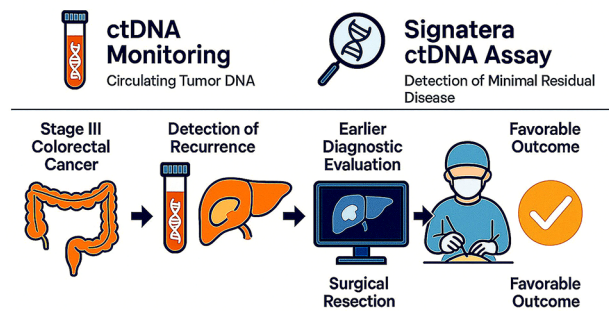 ctDNA
Monitoring
Circulating Tumor DNA
Signatera
ctDNA Assay
Detection of Minimal Residual
Disease
Stage III
Colorectal
Cancer
Detection of
Recurrence
Earlier
Diagnostic
Evaluation
Favorable
Outcome
Surgical
Resection
Favorable
Outcome